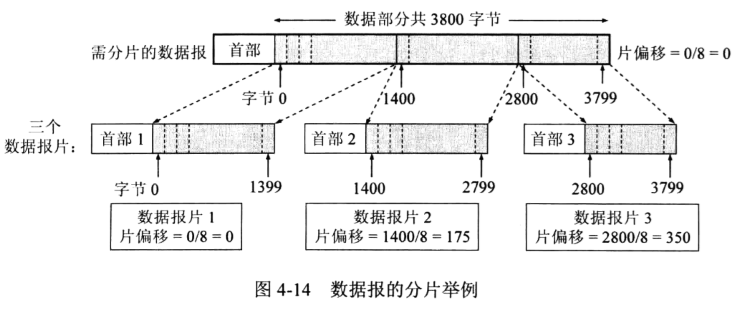 数据部分共 3800 字节
需分片的数据报 首部 片偏移 = 0/8 = 0
字节 0 1400 2800 3799
三个
数据报片： 首部 1 首部 2 首部 3
字节 0 1399 1400 2799 2800 3799
数据报片 1
片偏移 = 0/8 = 0
数据报片 2
片偏移 = 1400/8 = 175
数据报片 3
片偏移 = 2800/8 = 350
图 4-14 数据报的分片举例